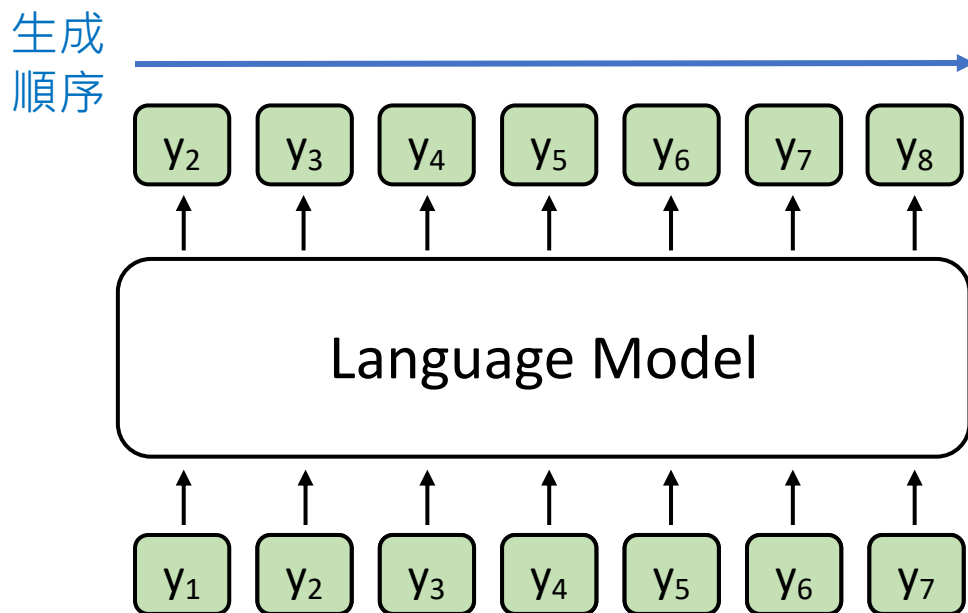 生成
順序
y₂ y₃ y₄ y₅ y₆ y₇ y₈
Language Model
y₁ y₂ y₃ y₄ y₅ y₆ y₇